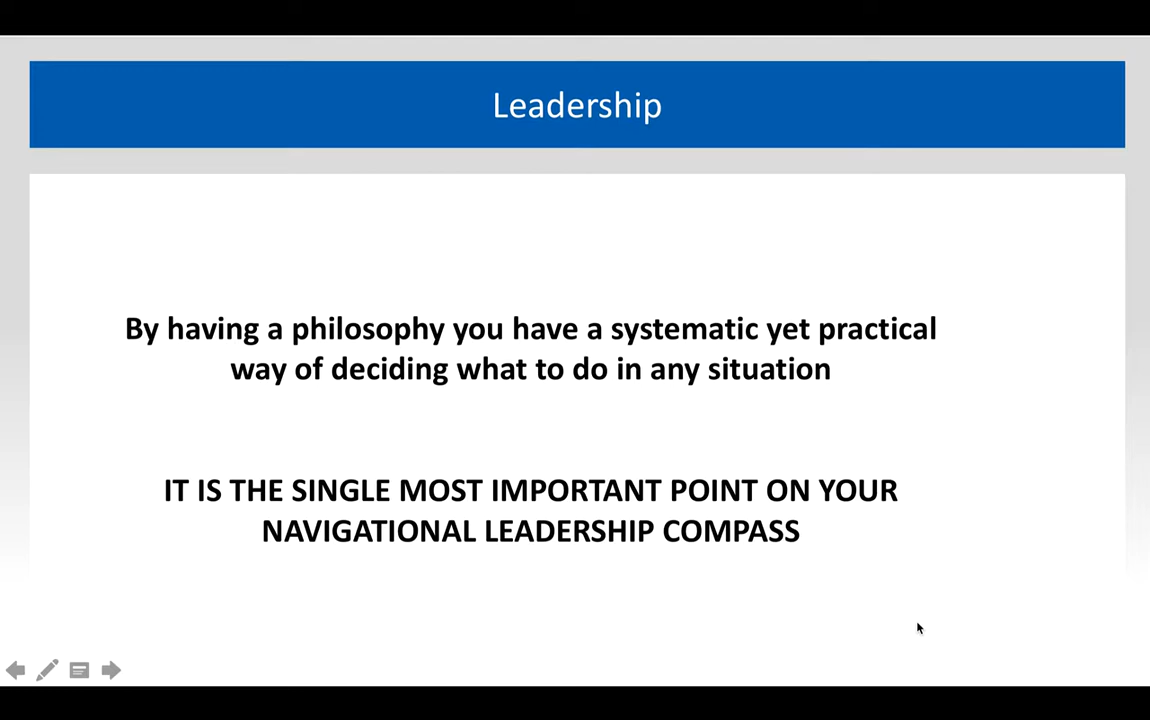 Leadership
By having a philosophy you have a systematic yet practical
way of deciding what to do in any situation
IT IS THE SINGLE MOST IMPORTANT POINT ON YOUR
NAVIGATIONAL LEADERSHIP COMPASS